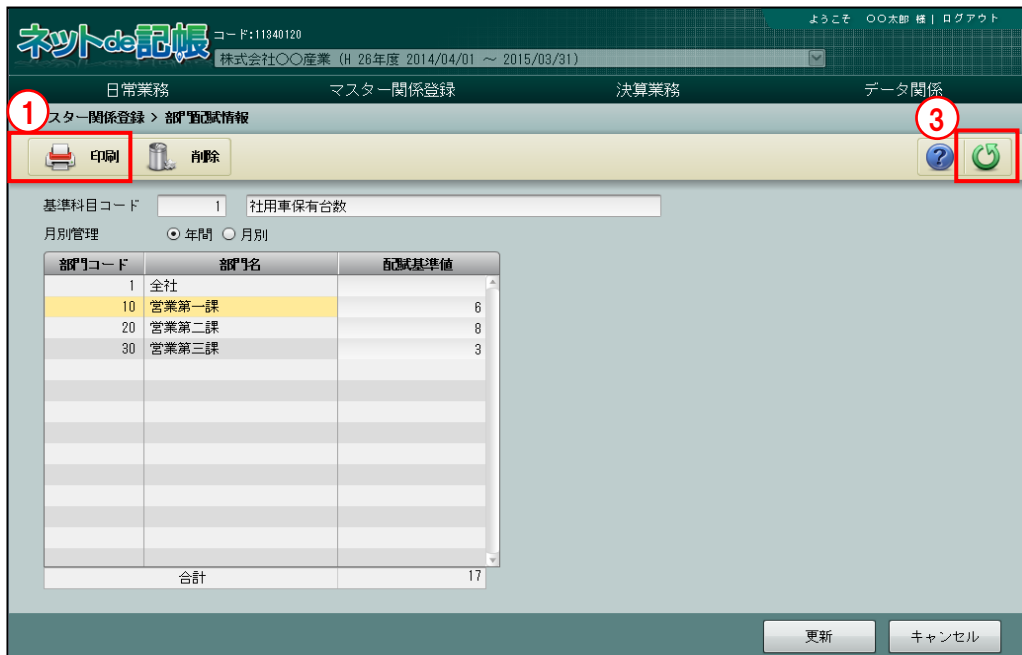 ようこそ 〇〇太郎 様 | ログアウト
ネットde記帳 コード:11340120
株式会社〇〇産業 (H 26年度 2014/04/01 ～ 2015/03/31)
日常業務 マスター関係登録 決算業務 データ関係
1 スター関係登録 > 部門配賦情報 3
印刷 削除 ?
基準科目コード 1 社用車保有台数
月別管理 年間 月別
部門コード 部門名 配賦基準値
1 全社
10 営業第一課 6
20 営業第二課 8
30 営業第三課 3
合計 17
更新 キャンセル